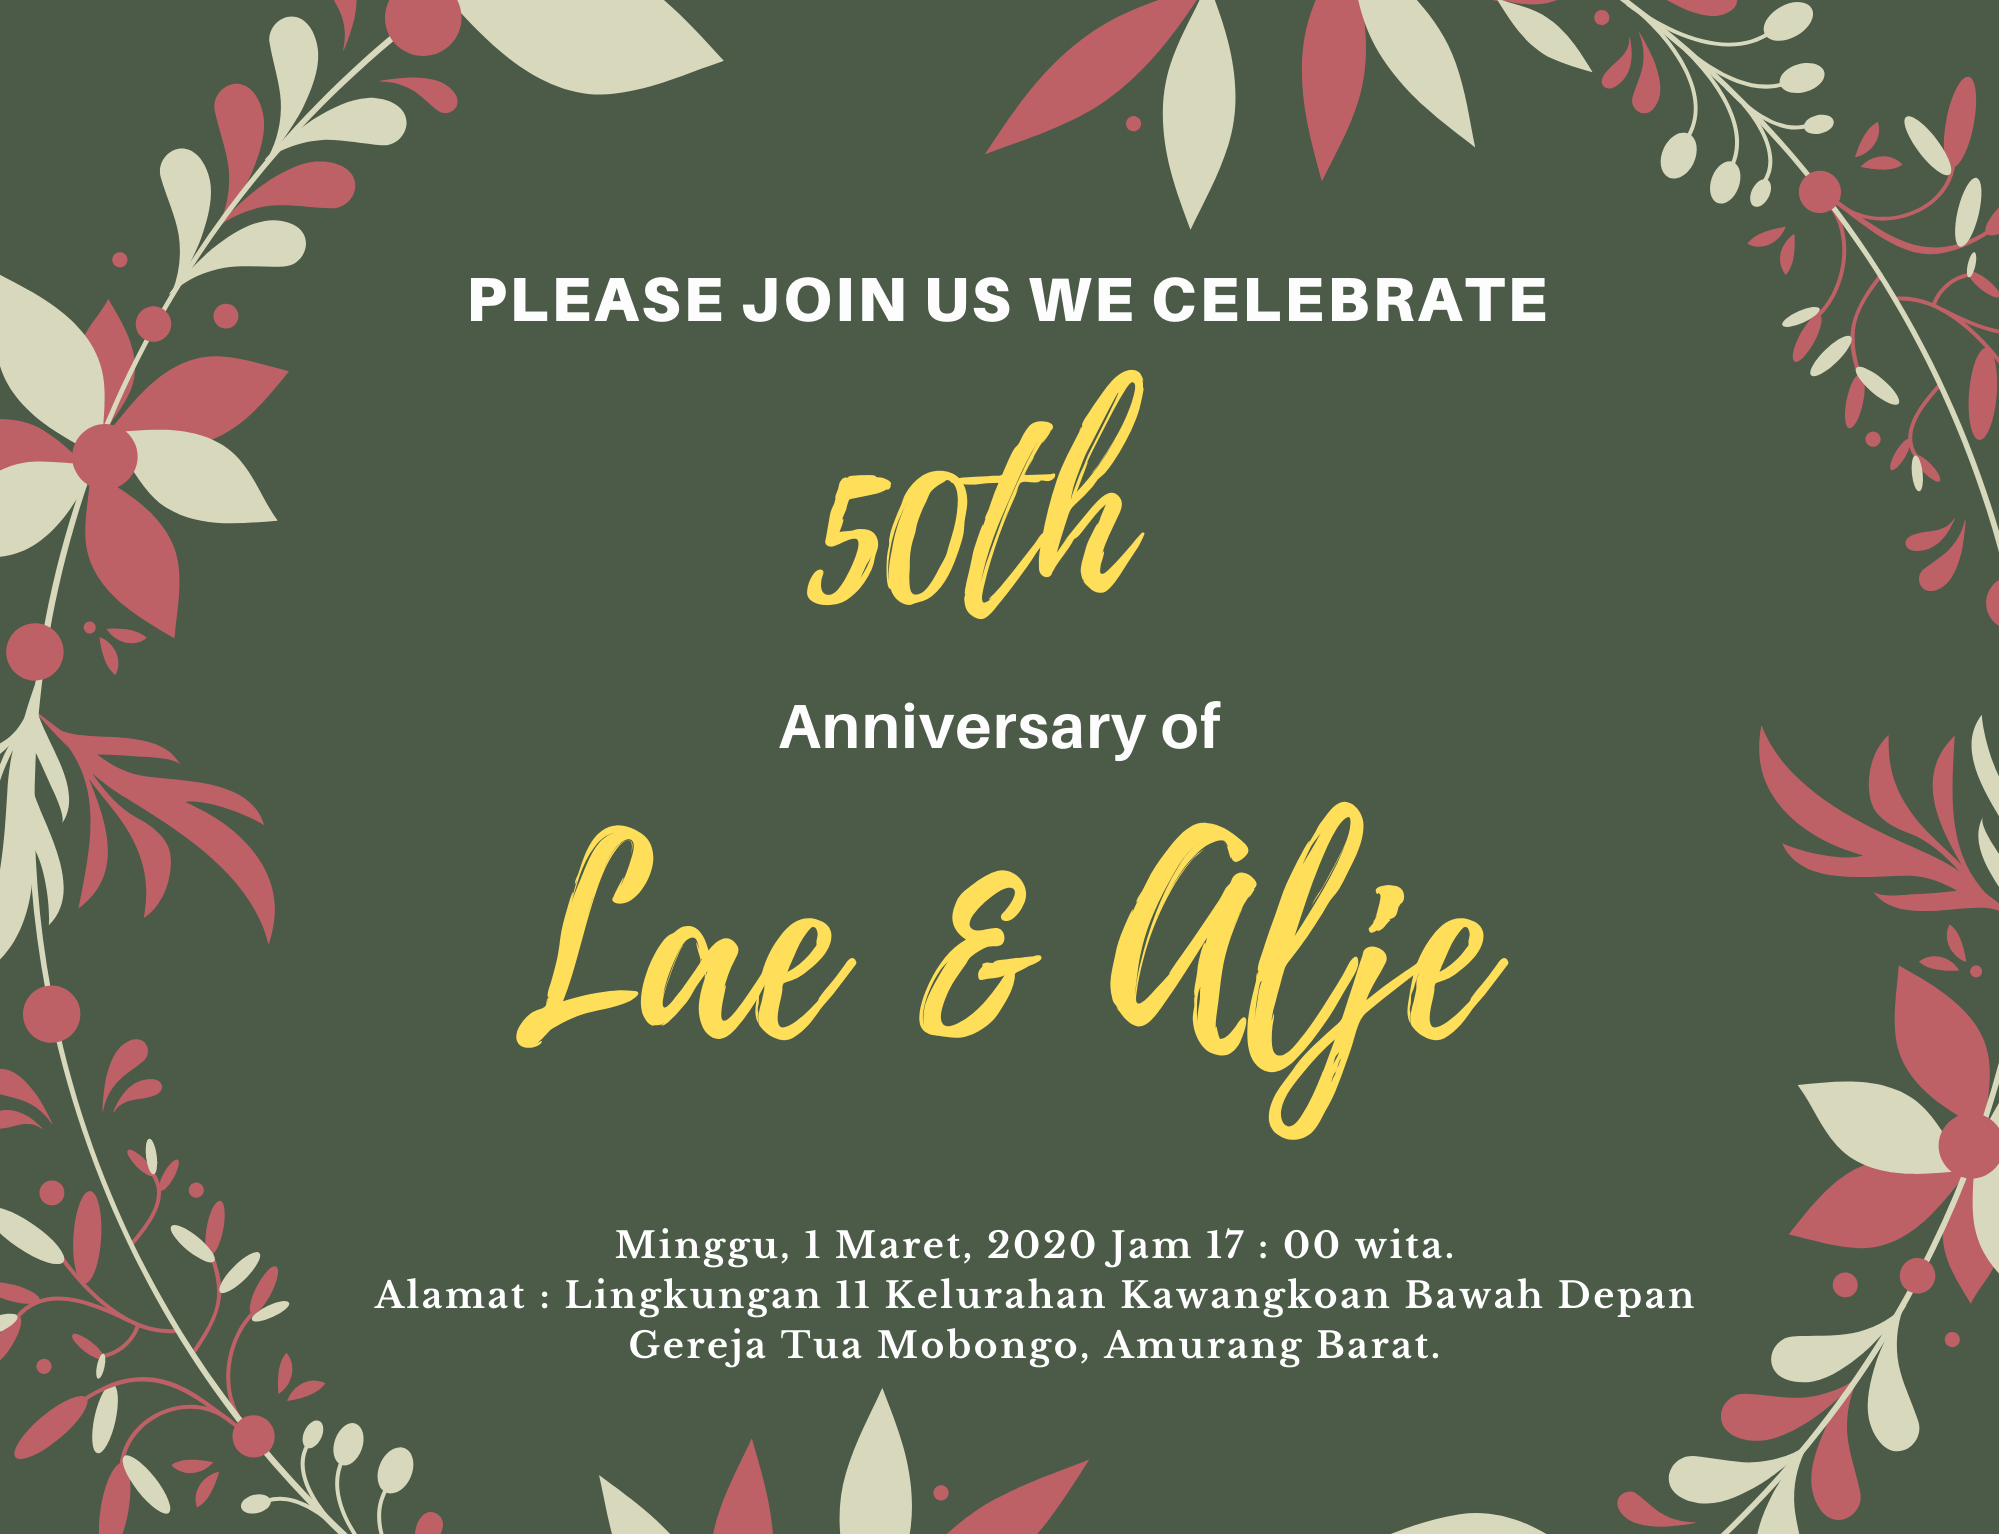 PLEASE JOIN US WE CELEBRATE
50th
Anniversary of
Lae & Alje
Minggu, 1 Maret, 2020 Jam 17 : 00 wita.
Alamat : Lingkungan 11 Kelurahan Kawangkoan Bawah Depan
Gereja Tua Mobongo, Amurang Barat.